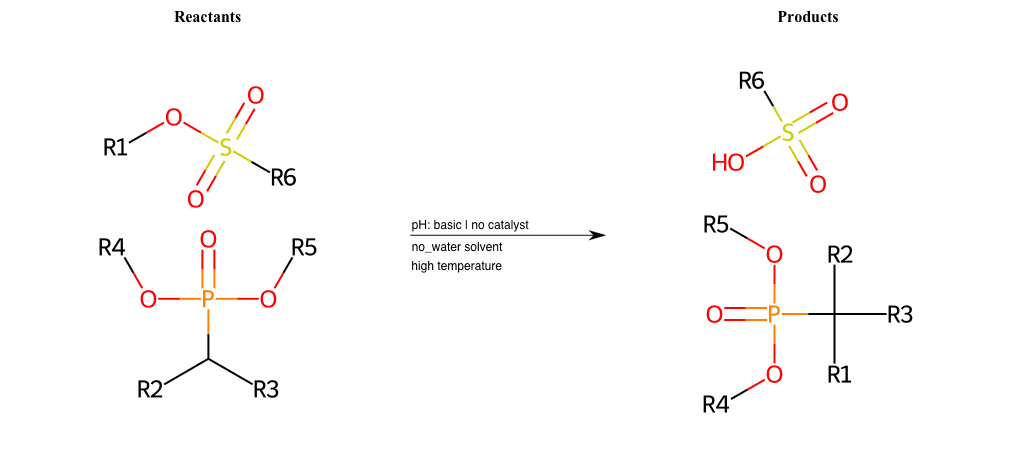 Reactants
Products
O
O
R1
S
R6
O
R6
O
S
HO
O
R4
O
R5
O
P
O
R2
R3
pH: basic | no catalyst
no_water solvent
high temperature
R5
O
R2
O
P
R3
O
R1
R4